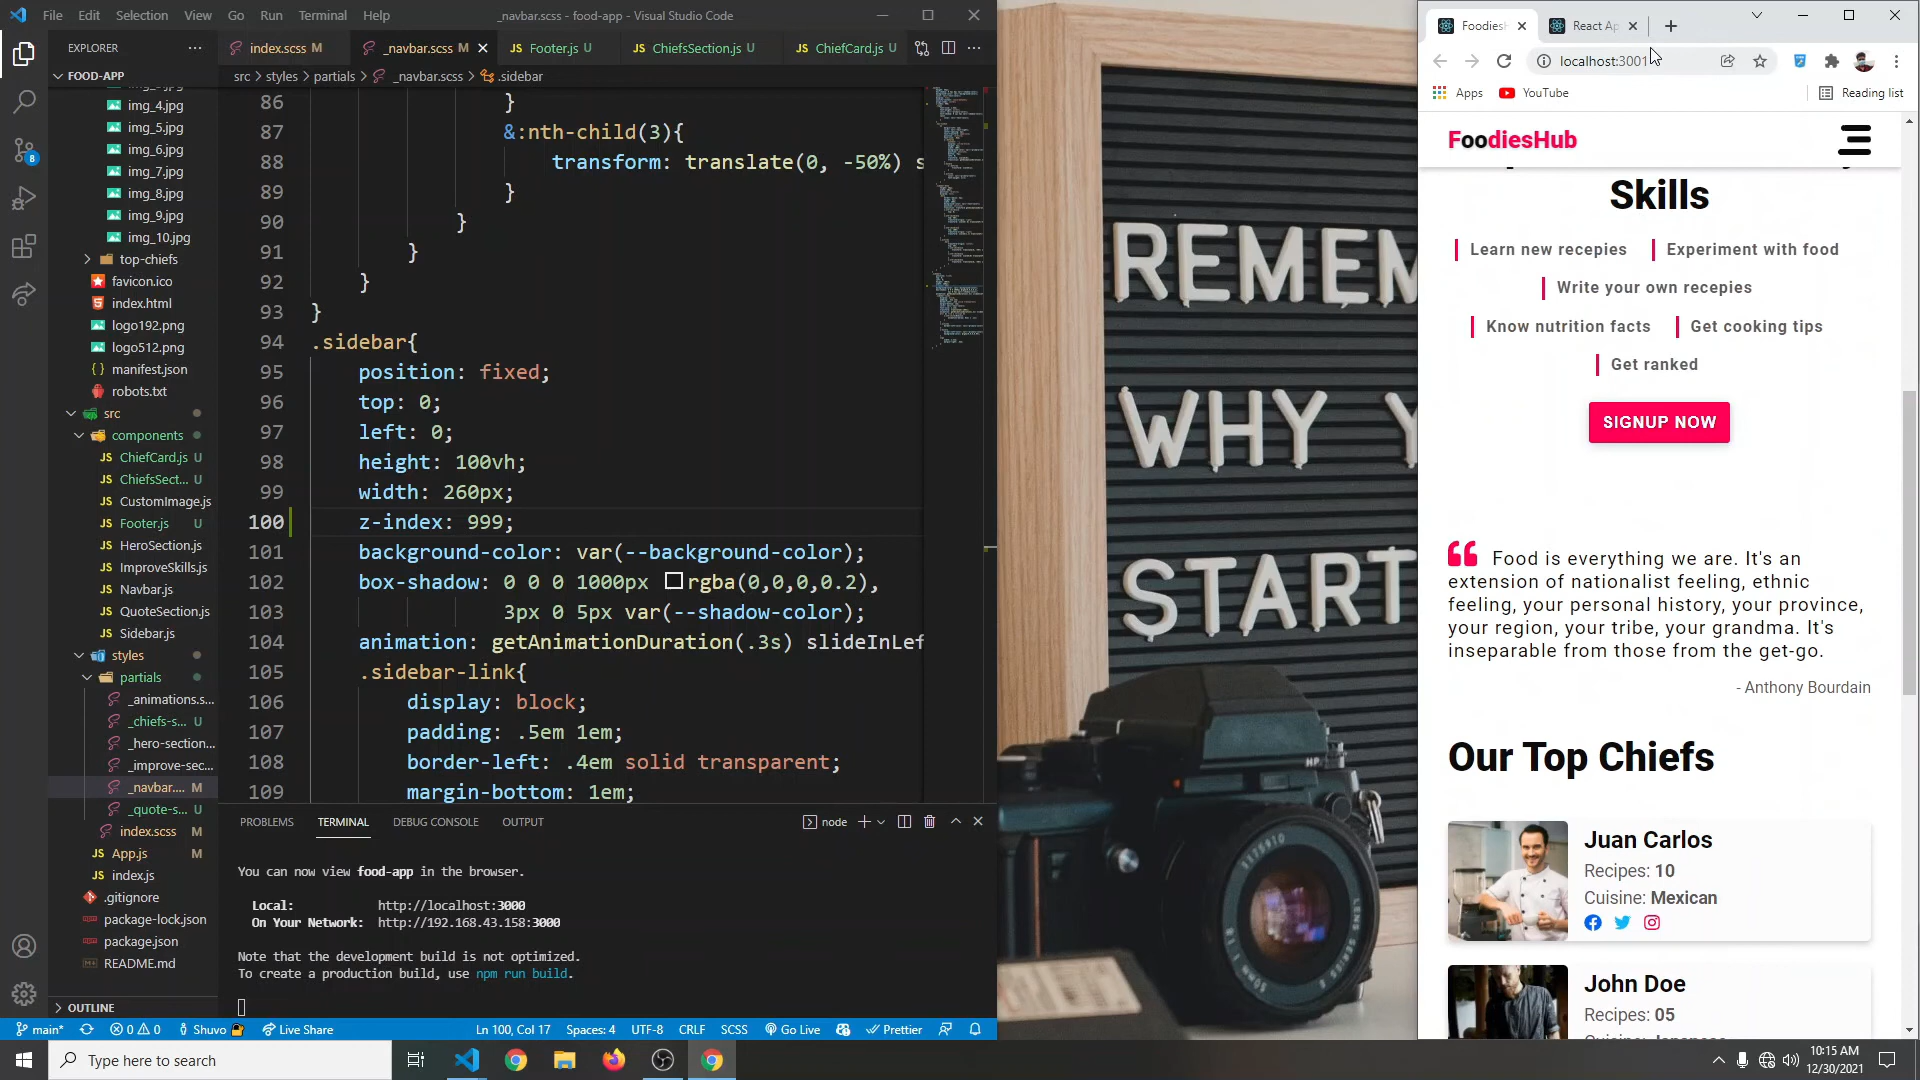 File Edit Selection View Go Run Terminal Help
_navbar.scss - food-app - Visual Studio Code
EXPLORER
FOOD-APP
img_4.jpg
img_5.jpg
img_6.jpg
img_7.jpg
img_8.jpg
img_9.jpg
img_10.jpg
top-chiefs
favicon.ico
index.html
logo192.png
logo512.png
manifest.json
robots.txt
src
components
ChiefCard.js U
ChiefsSect... U
CustomImage.js
Footer.js U
HeroSection.js
ImproveSkills.js
Navbar.js
QuoteSection.js
Sidebar.js
styles
partials
_animations.s...
_chiefs-s... U
_hero-section...
_improve-sec...
_navbar.... M
_quote-s... U
index.scss M
App.js M
index.js
.gitignore
package-lock.json
package.json
README.md
OUTLINE
index.scss M _navbar.scss M Footer.js U ChiefsSection.js U ChiefCard.js U
src > styles > partials > _navbar.scss > .sidebar
86 }
87 &:nth-child(3){
88 transform: translate(0, -50%) s
89 }
90 }
91 }
92 }
93 }
94 .sidebar{
95 position: fixed;
96 top: 0;
97 left: 0;
98 height: 100vh;
99 width: 260px;
100 z-index: 999;
101 background-color: var(--background-color);
102 box-shadow: 0 0 0 1000px rgba(0,0,0,0.2),
103 3px 0 5px var(--shadow-color);
104 animation: getAnimationDuration(.3s) slideInLef
105 .sidebar-link{
106 display: block;
107 padding: .5em 1em;
108 border-left: .4em solid transparent;
109 margin-bottom: 1em;
PROBLEMS TERMINAL DEBUG CONSOLE OUTPUT
node
You can now view food-app in the browser.
Local: http://localhost:3000
On Your Network: http://192.168.43.158:3000
Note that the development build is not optimized.
To create a production build, use npm run build.
8
main* 0 0 Shuvo Live Share
Ln 100, Col 17 Spaces: 4 UTF-8 CRLF SCSS Go Live Prettier
REMEM
WHY Y
START
HP
Foodies React Ap
localhost:3001
Apps YouTube Reading list
FoodiesHub
Skills
Learn new recepies Experiment with food
Write your own recepies
Know nutrition facts Get cooking tips
Get ranked
SIGNUP NOW
Food is everything we are. It's an
extension of nationalist feeling, ethnic
feeling, your personal history, your province,
your region, your tribe, your grandma. It's
inseparable from those from the get-go.
- Anthony Bourdain
Our Top Chiefs
Juan Carlos
Recipes: 10
Cuisine: Mexican
John Doe
Recipes: 05
Type here to search
10:15 AM
12/30/2021